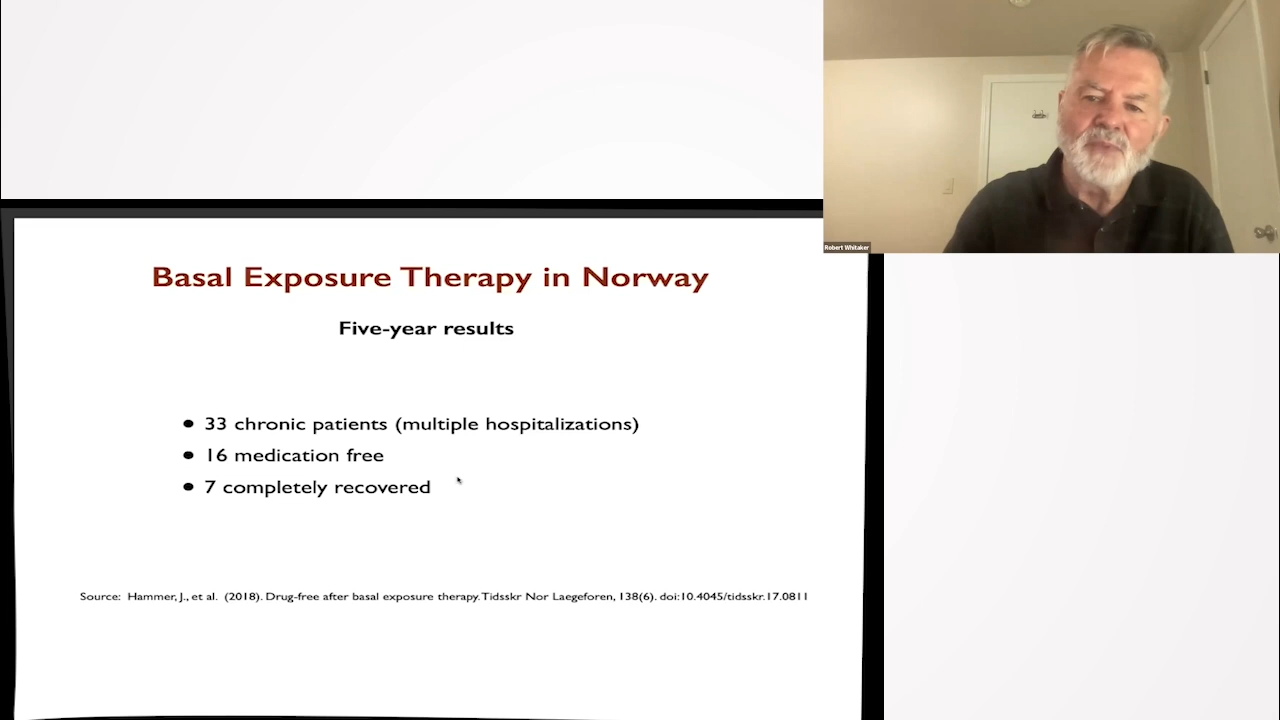 Robert Whitaker
Basal Exposure Therapy in Norway
Five-year results
• 33 chronic patients (multiple hospitalizations)
• 16 medication free
• 7 completely recovered
Source: Hammer, J., et al. (2018). Drug-free after basal exposure therapy. Tidsskr Nor Laegeforen, 138(6). doi:10.4045/tidsskr.17.0811